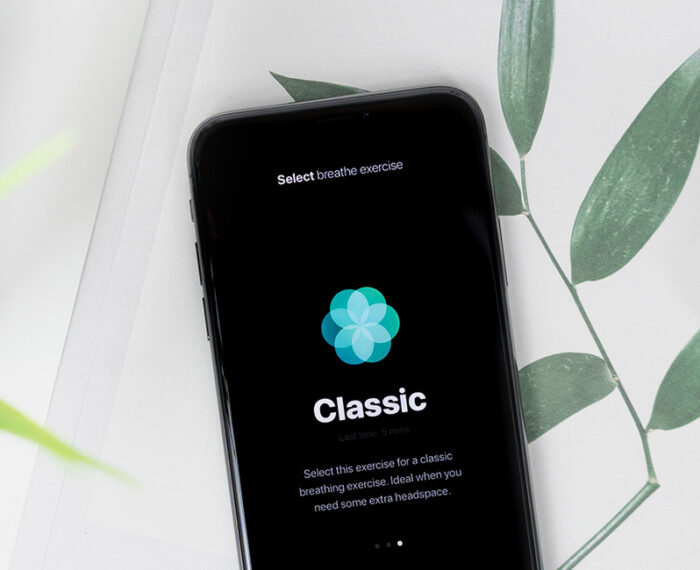 Select breathe exercise
Classic
Last time: 5 mins
Select this exercise for a classic
breathing exercise. Ideal when you
need some extra headspace.